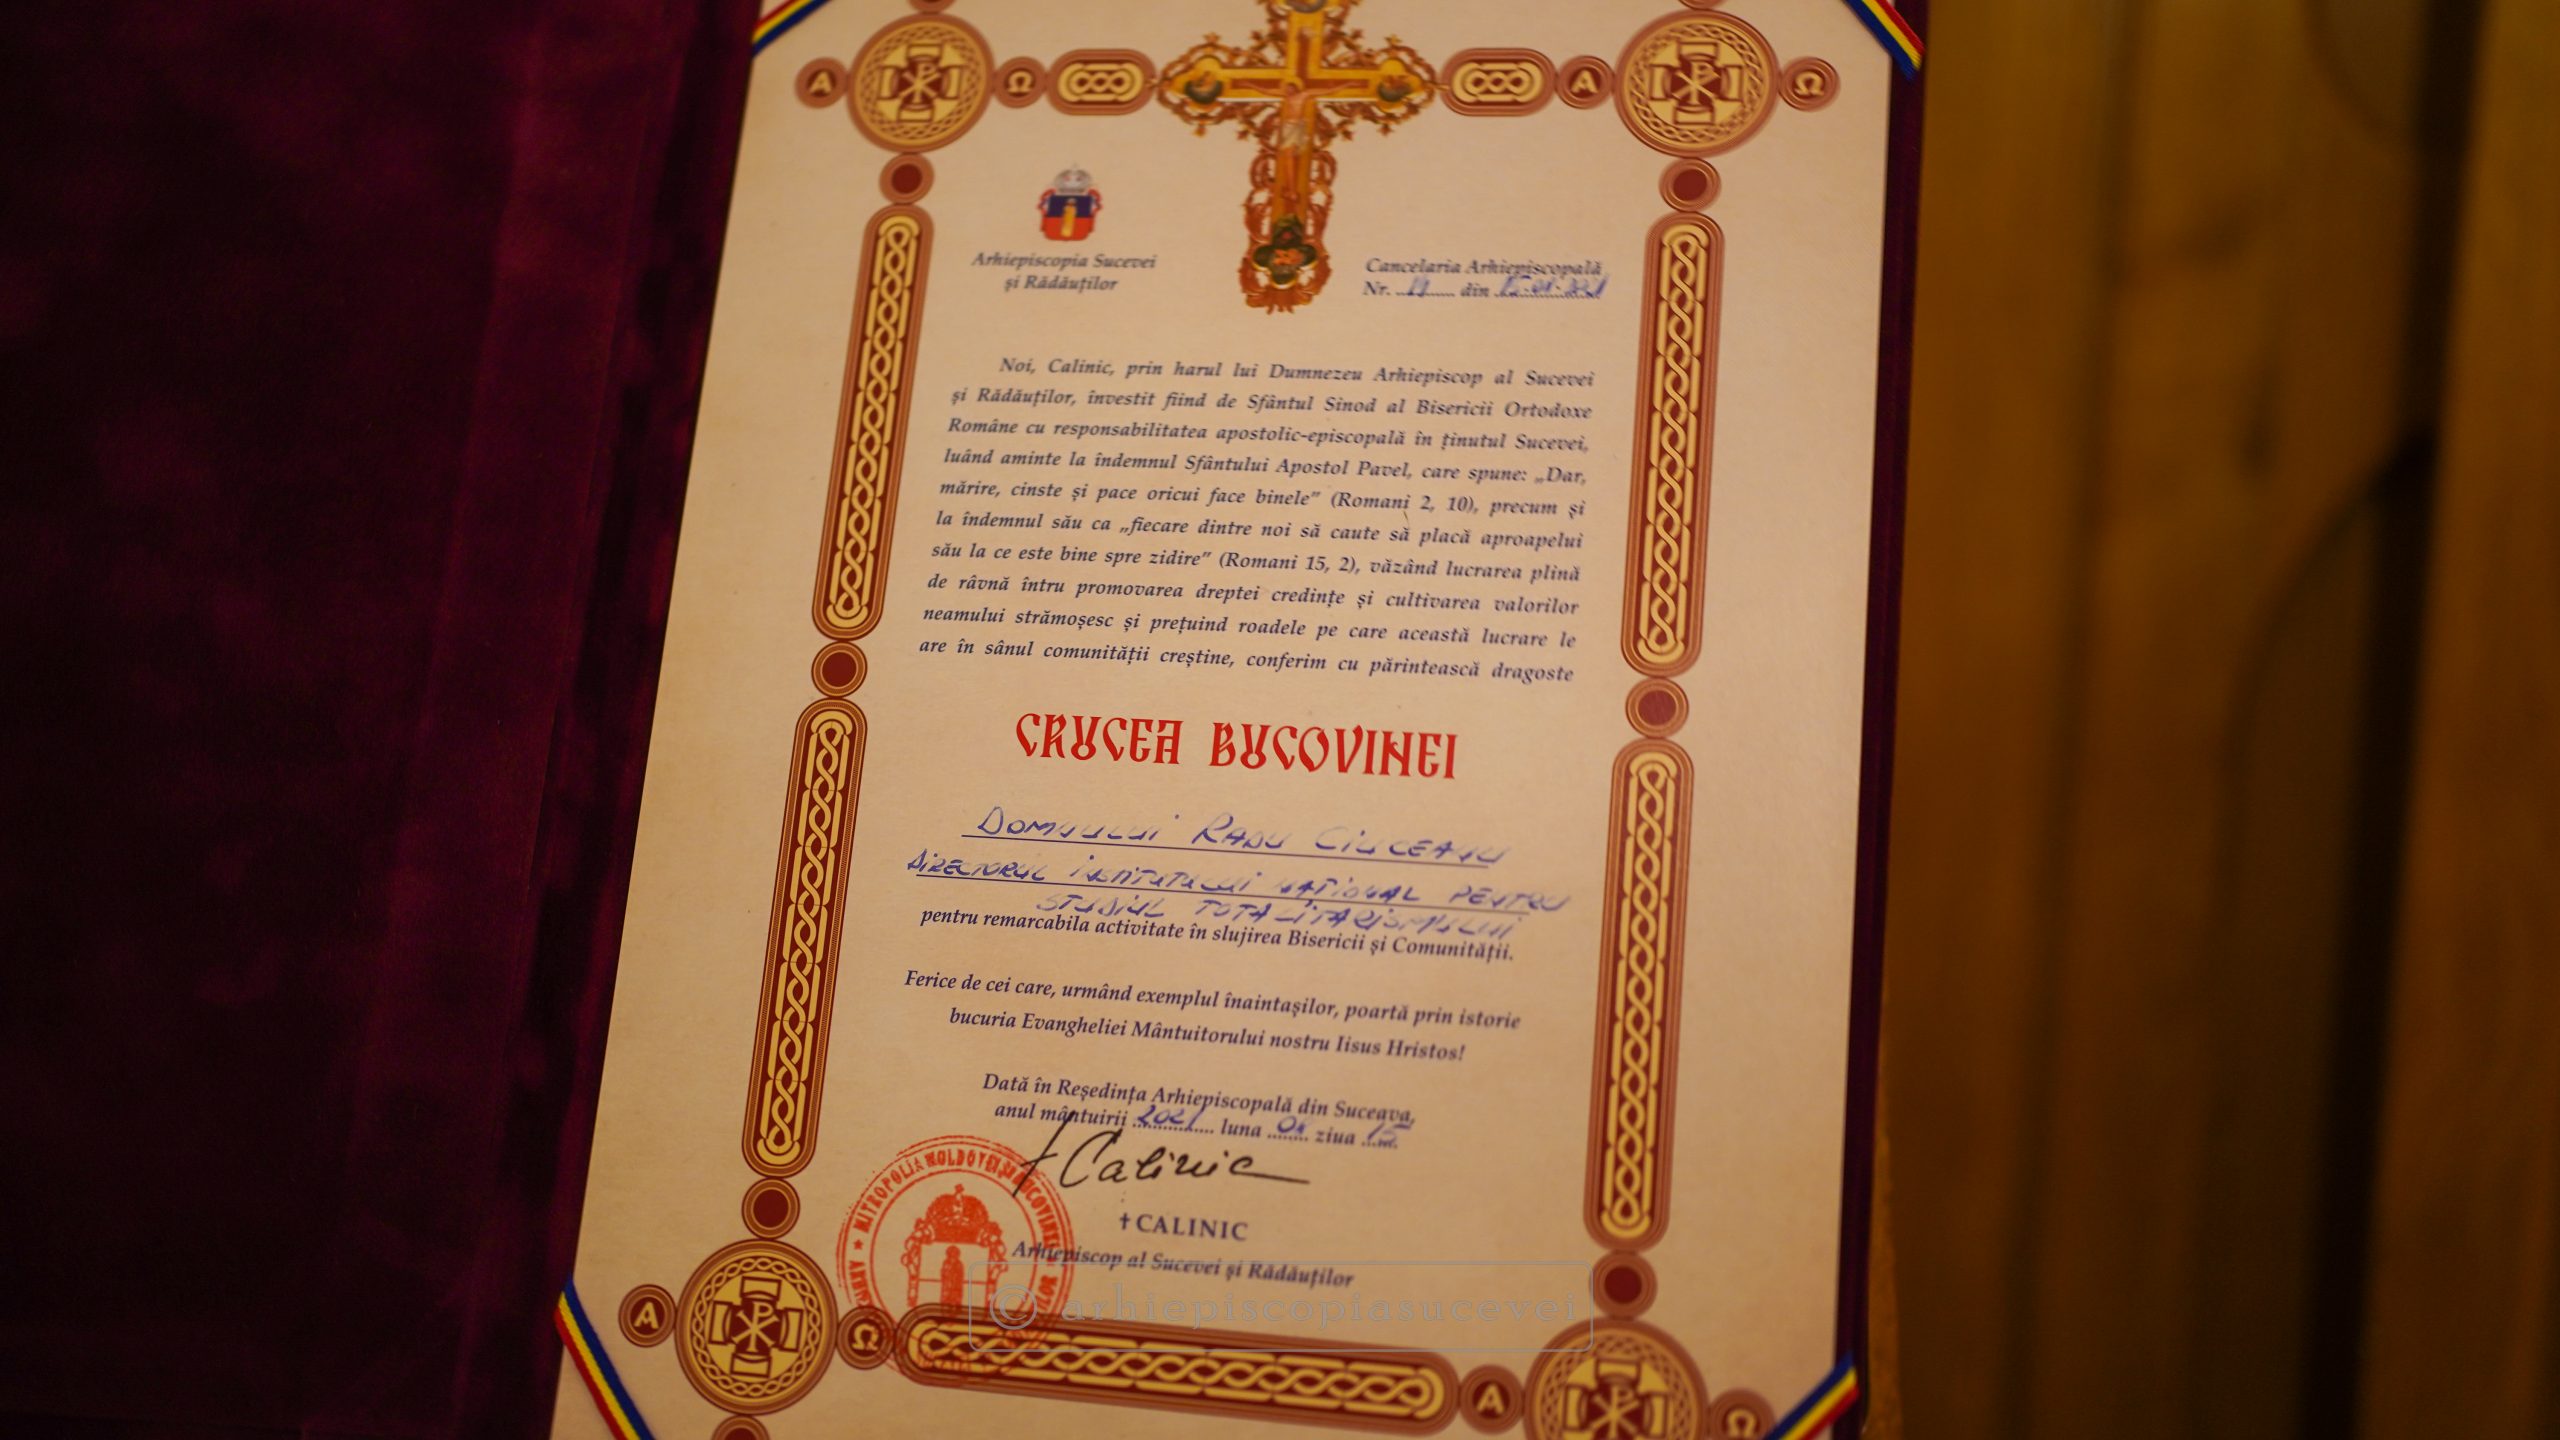 Arhiepiscopia Sucevei
și Rădăuților
Cancelaria Arhiepiscopală
Nr. din 15.01.2021
Noi, Calinic, prin harul lui Dumnezeu Arhiepiscop al Sucevei
și Rădăuților, învestit fiind de Sfântul Sinod al Bisericii Ortodoxe
Române cu responsabilitatea apostolic-episcopală în ținutul Sucevei,
luând aminte la îndemnul Sfântului Apostol Pavel, care spune: „Dar,
mărire, cinste și pace oricui face binele” (Romani 2, 10), precum și
la îndemnul său ca „fiecare dintre noi să caute să placă aproapelui
său la ce este bine spre zidire” (Romani 15, 2), văzând lucrarea plină
de râvnă întru promovarea dreptei credințe și cultivarea valorilor
neamului strămoșesc și prețuind roadele pe care această lucrare le
are în sânul comunității creștine, conferim cu părintească dragoste
CRUCEA BUCOVINEI
DOMNULUI RADU CIUCEANU
DIRECTORUL INSTITUTULUI NAȚIONAL PENTRU
STUDIUL TOTALITARISMULUI
pentru remarcabila activitate în slujirea Bisericii și Comunității.
Ferice de cei care, urmând exemplul înaintașilor, poartă prin istorie
bucuria Evangheliei Mântuitorului nostru Iisus Hristos!
Dată în Reședința Arhiepiscopală din Suceava,
anul mântuirii 2021 luna 01 ziua 15
† Calinic
MITROPOLIA MOLDOVEI ȘI BUCOVINEI
† CALINIC
Arhiepiscop al Sucevei și Rădăuților
© arhiepiscopiasucevei